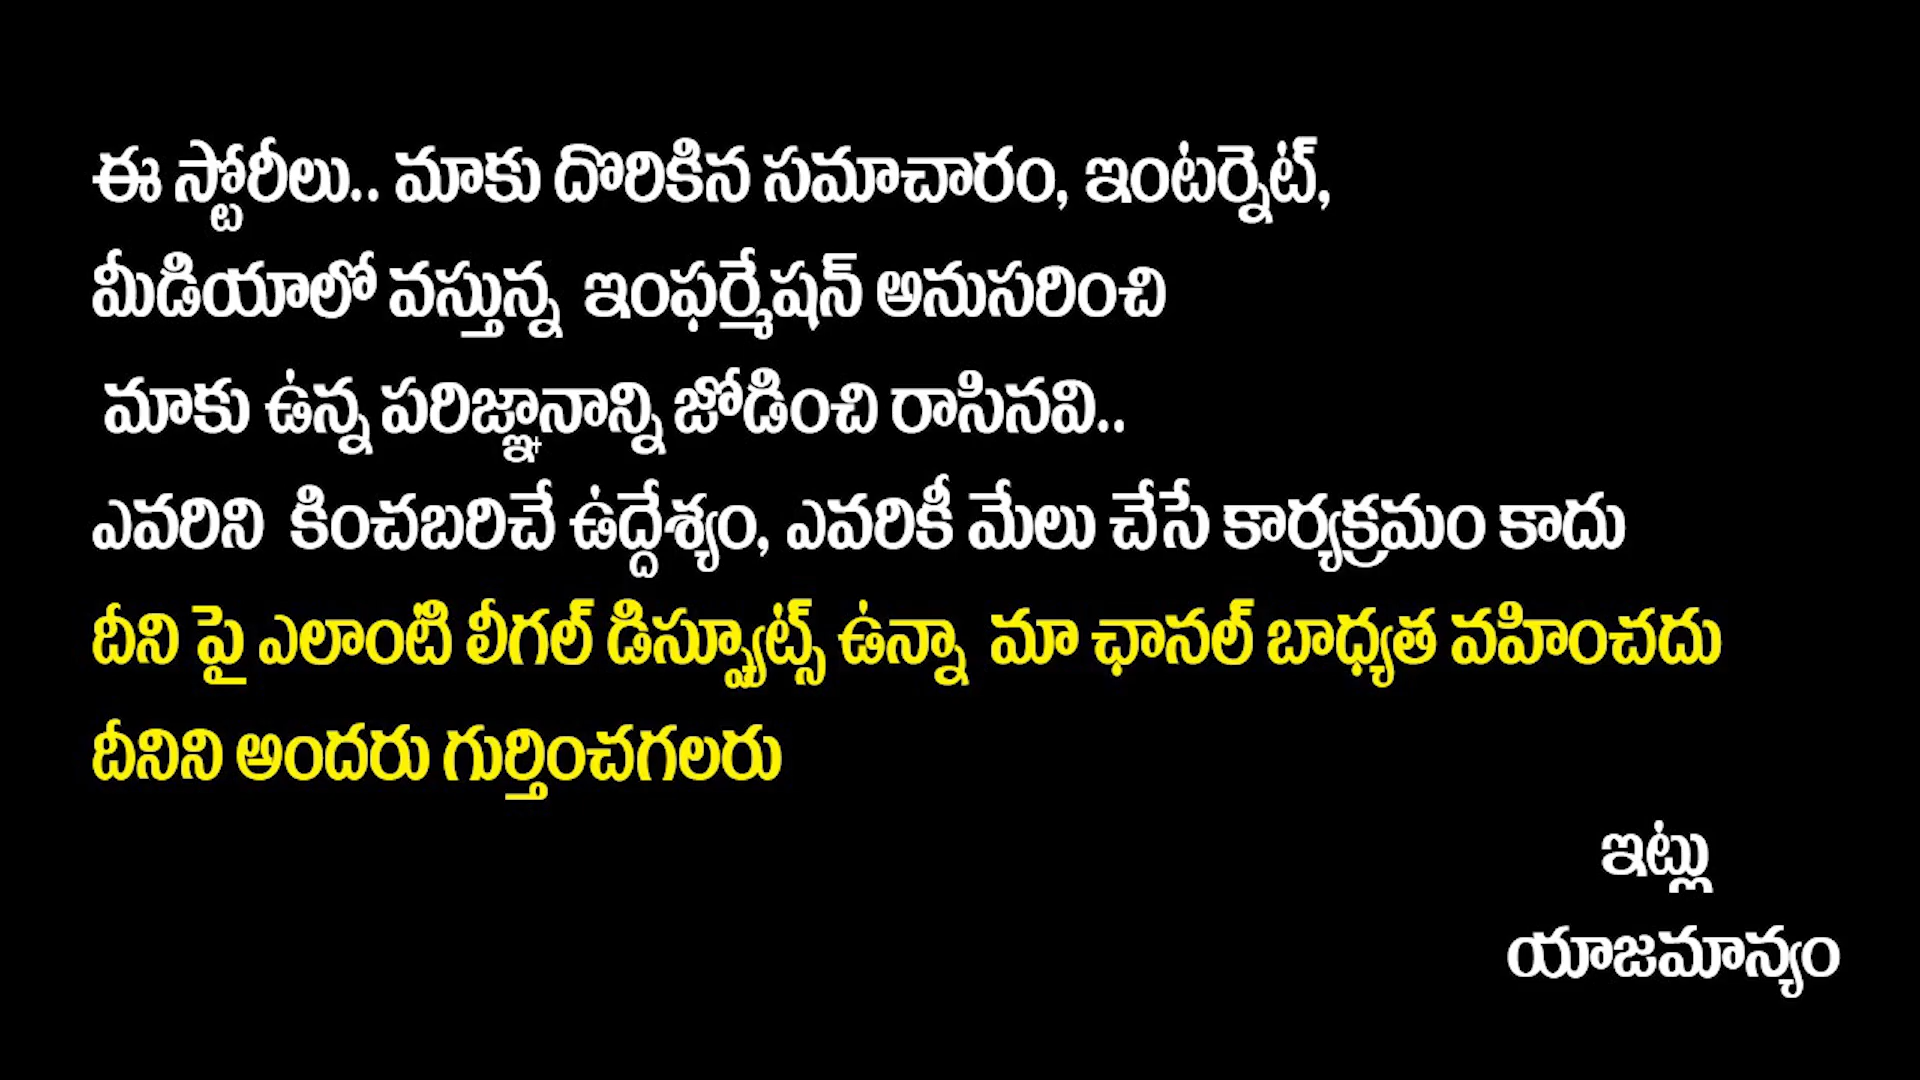 ఈ స్టోరీలు.. మాకు దొరికిన సమాచారం, ఇంటర్నెట్,
మీడియాలో వస్తున్న ఇంఫర్మేషన్ అనుసరించి
మాకు ఉన్న పరిజ్ఞానాన్ని జోడించి రాసినవి..
ఎవరిని కించబరిచే ఉద్దేశ్యం, ఎవరికీ మేలు చేసే కార్యక్రమం కాదు
దీని పై ఎలాంటి లీగల్ డిస్ప్యూట్స్ ఉన్నా మా ఛానల్ బాధ్యత వహించదు
దీనిని అందరు గుర్తించగలరు
ఇట్లు
యాజమాన్యం